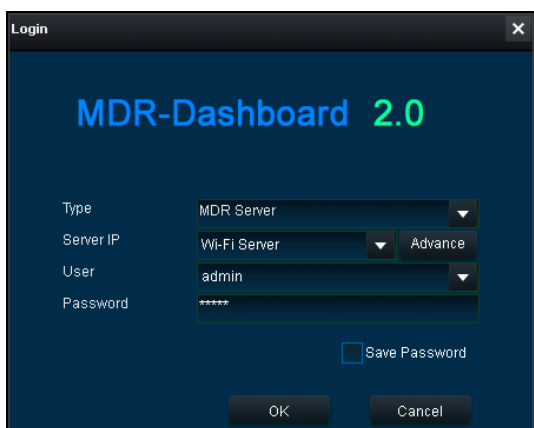 Login
MDR-Dashboard 2.0
Type MDR Server
Server IP Wi-Fi Server Advance
User admin
Password *****
Save Password
OK Cancel